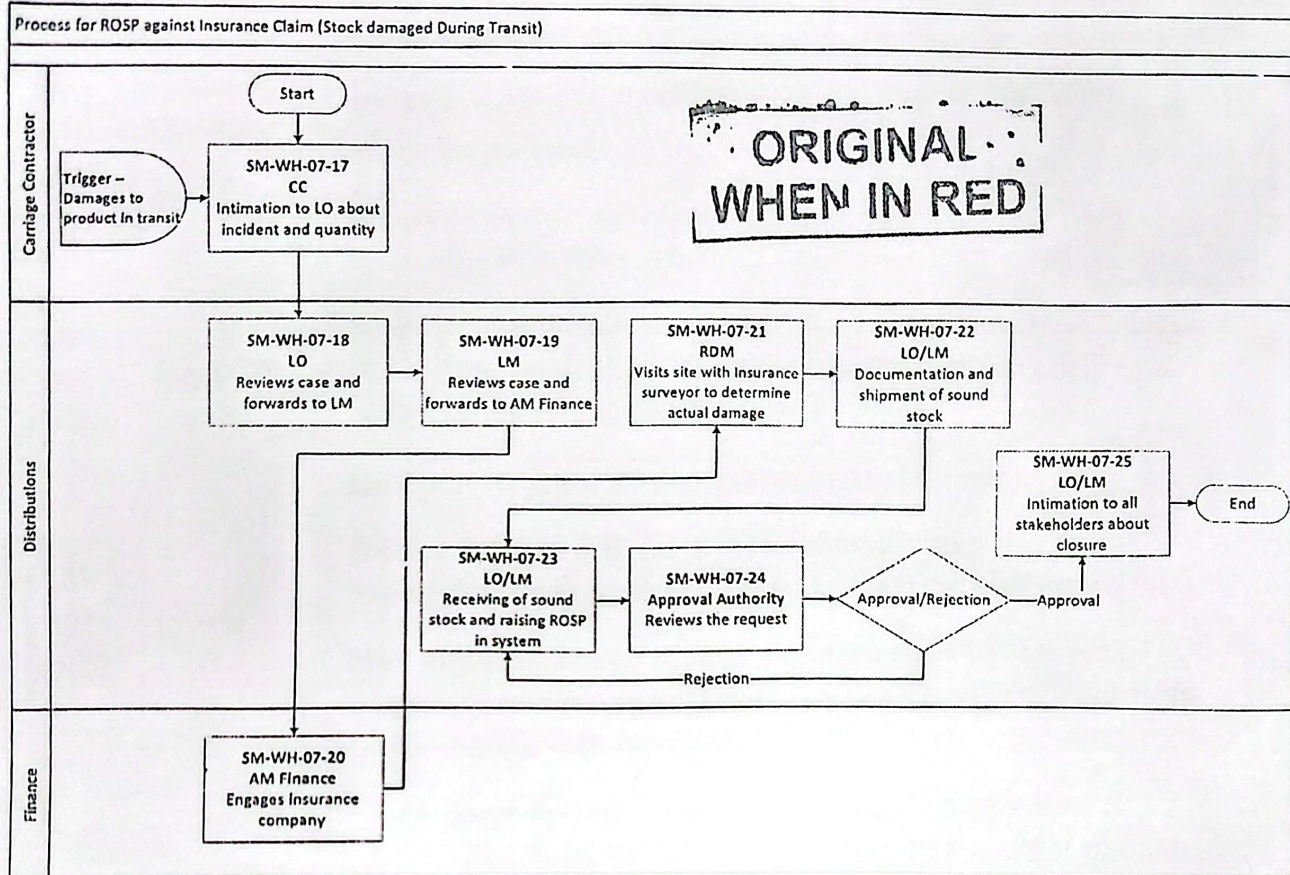 Process for ROSP against Insurance Claim (Stock damaged During Transit)
Carriage Contractor
Start
Trigger –
Damages to
product in transit
SM-WH-07-17
CC
Intimation to LO about
incident and quantity
ORIGINAL
WHEN IN RED
Distributions
SM-WH-07-18
LO
Reviews case and
forwards to LM
SM-WH-07-19
LM
Reviews case and
forwards to AM Finance
SM-WH-07-21
RDM
Visits site with Insurance
surveyor to determine
actual damage
SM-WH-07-22
LO/LM
Documentation and
shipment of sound
stock
SM-WH-07-23
LO/LM
Receiving of sound
stock and raising ROSP
in system
SM-WH-07-24
Approval Authority
Reviews the request
Approval/Rejection
Approval
Rejection
SM-WH-07-25
LO/LM
Intimation to all
stakeholders about
closure
End
Finance
SM-WH-07-20
AM Finance
Engages Insurance
company